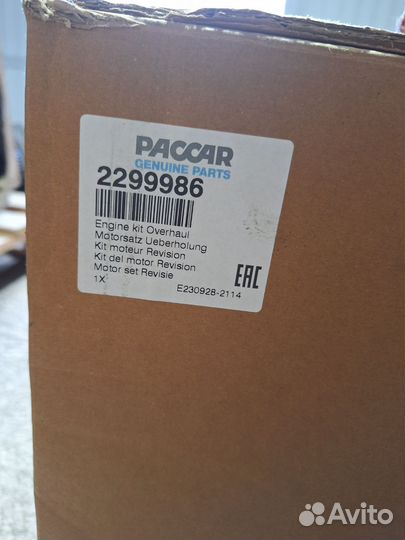 PACCAR
GENUINE PARTS
2299986
Engine kit Overhaul
Motorsatz Ueberholung
Kit moteur Revision
Kit del motor Revision
Motor set Revisie
1X
E230928-2114
EAC
Avito